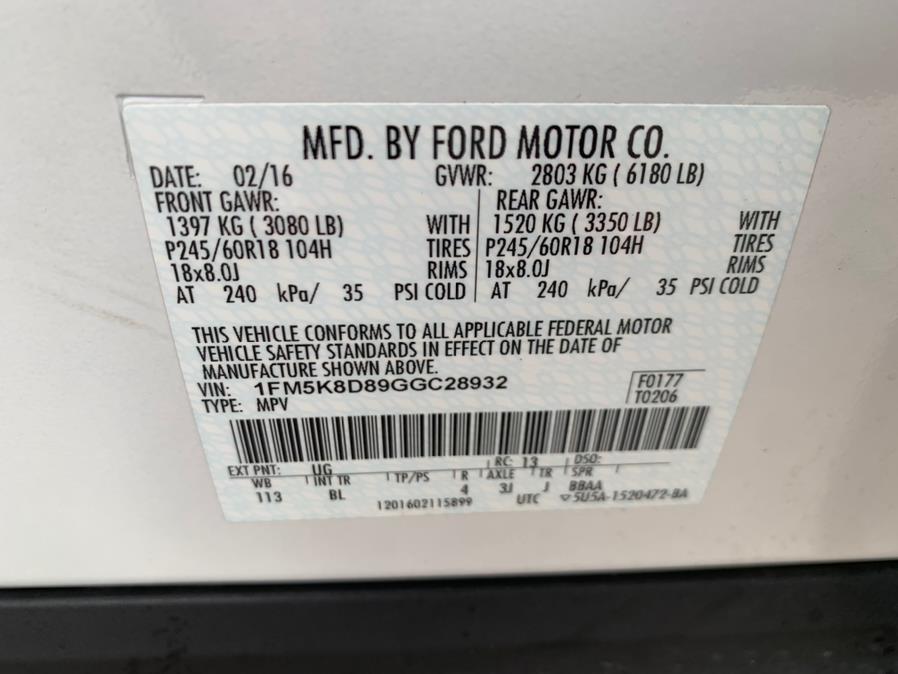 MFD. BY FORD MOTOR CO.
DATE: 02/16 GVWR: 2803 KG ( 6180 LB)
FRONT GAWR: REAR GAWR:
1397 KG ( 3080 LB) WITH 1520 KG ( 3350 LB) WITH
P245/60R18 104H TIRES P245/60R18 104H TIRES
18x8.0J RIMS 18x8.0J RIMS
AT 240 kPa/ 35 PSI COLD AT 240 kPa/ 35 PSI COLD
THIS VEHICLE CONFORMS TO ALL APPLICABLE FEDERAL MOTOR
VEHICLE SAFETY STANDARDS IN EFFECT ON THE DATE OF
MANUFACTURE SHOWN ABOVE.
VIN: 1FM5K8D89GGC28932 F0177
TYPE: MPV T0206
EXT PNT: UG RC: 13 DSO:
WB INT TR TP/PS R AXLE TR SPR
113 BL 4 3J J BBAA
1201602115899 UTC ▽5U5A-1520472-BA